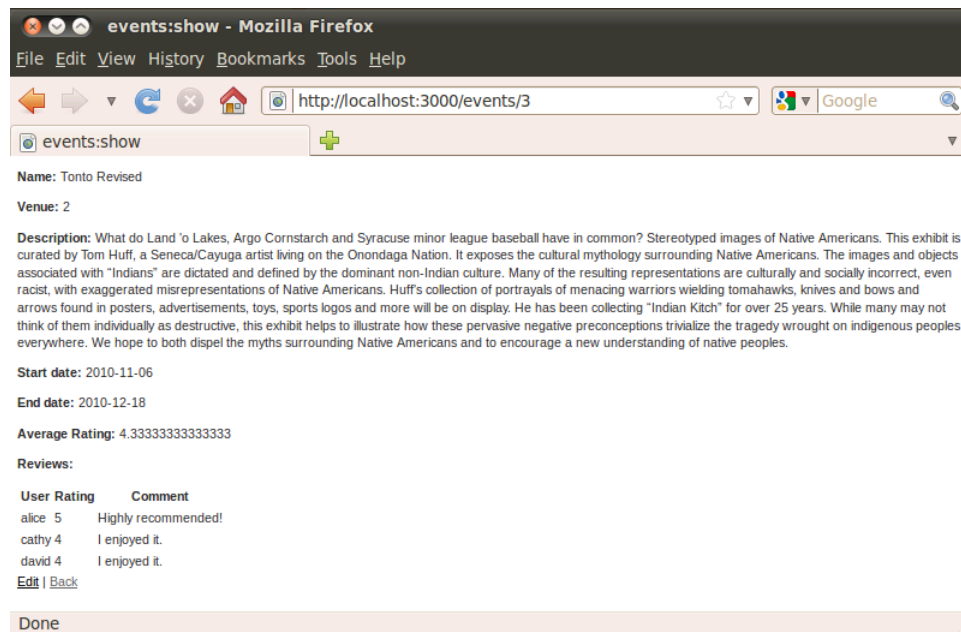 events:show - Mozilla Firefox
File Edit View History Bookmarks Tools Help
http://localhost:3000/events/3 Google
events:show
Name: Tonto Revised
Venue: 2
Description: What do Land 'o Lakes, Argo Cornstarch and Syracuse minor league baseball have in common? Stereotyped images of Native Americans. This exhibit is
curated by Tom Huff, a Seneca/Cayuga artist living on the Onondaga Nation. It exposes the cultural mythology surrounding Native Americans. The images and objects
associated with “Indians” are dictated and defined by the dominant non-Indian culture. Many of the resulting representations are culturally and socially incorrect, even
racist, with exaggerated misrepresentations of Native Americans. Huff's collection of portrayals of menacing warriors wielding tomahawks, knives and bows and
arrows found in posters, advertisements, toys, sports logos and more will be on display. He has been collecting “Indian Kitch” for over 25 years. While many may not
think of them individually as destructive, this exhibit helps to illustrate how these pervasive negative preconceptions trivialize the tragedy wrought on indigenous peoples
everywhere. We hope to both dispel the myths surrounding Native Americans and to encourage a new understanding of native peoples.
Start date: 2010-11-06
End date: 2010-12-18
Average Rating: 4.33333333333333
Reviews:
User Rating Comment
alice 5 Highly recommended!
cathy 4 I enjoyed it.
david 4 I enjoyed it.
Edit | Back
Done